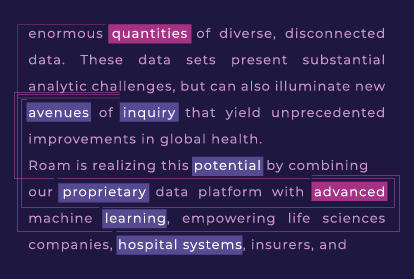 enormous quantities of diverse, disconnected
data. These data sets present substantial
analytic challenges, but can also illuminate new
avenues of inquiry that yield unprecedented
improvements in global health.
Roam is realizing this potential by combining
our proprietary data platform with advanced
machine learning, empowering life sciences
companies, hospital systems, insurers, and